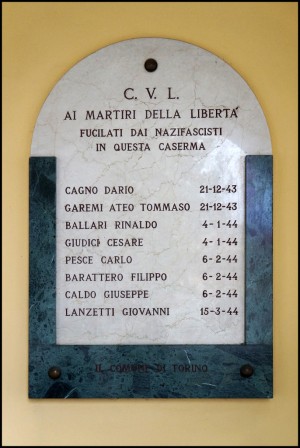 C. V. L.
AI MARTIRI DELLA LIBERTA'
FUCILATI DAI NAZIFASCISTI
IN QUESTA CASERMA
CAGNO DARIO 21-12-43
GAREMI ATEO TOMMASO 21-12-43
BALLARI RINALDO 4-1-44
GIUDICI CESARE 4-1-44
PESCE CARLO 6-2-44
BARATTERO FILIPPO 6-2-44
CALDO GIUSEPPE 6-2-44
LANZETTI GIOVANNI 15-3-44
IL COMUNE DI TORINO